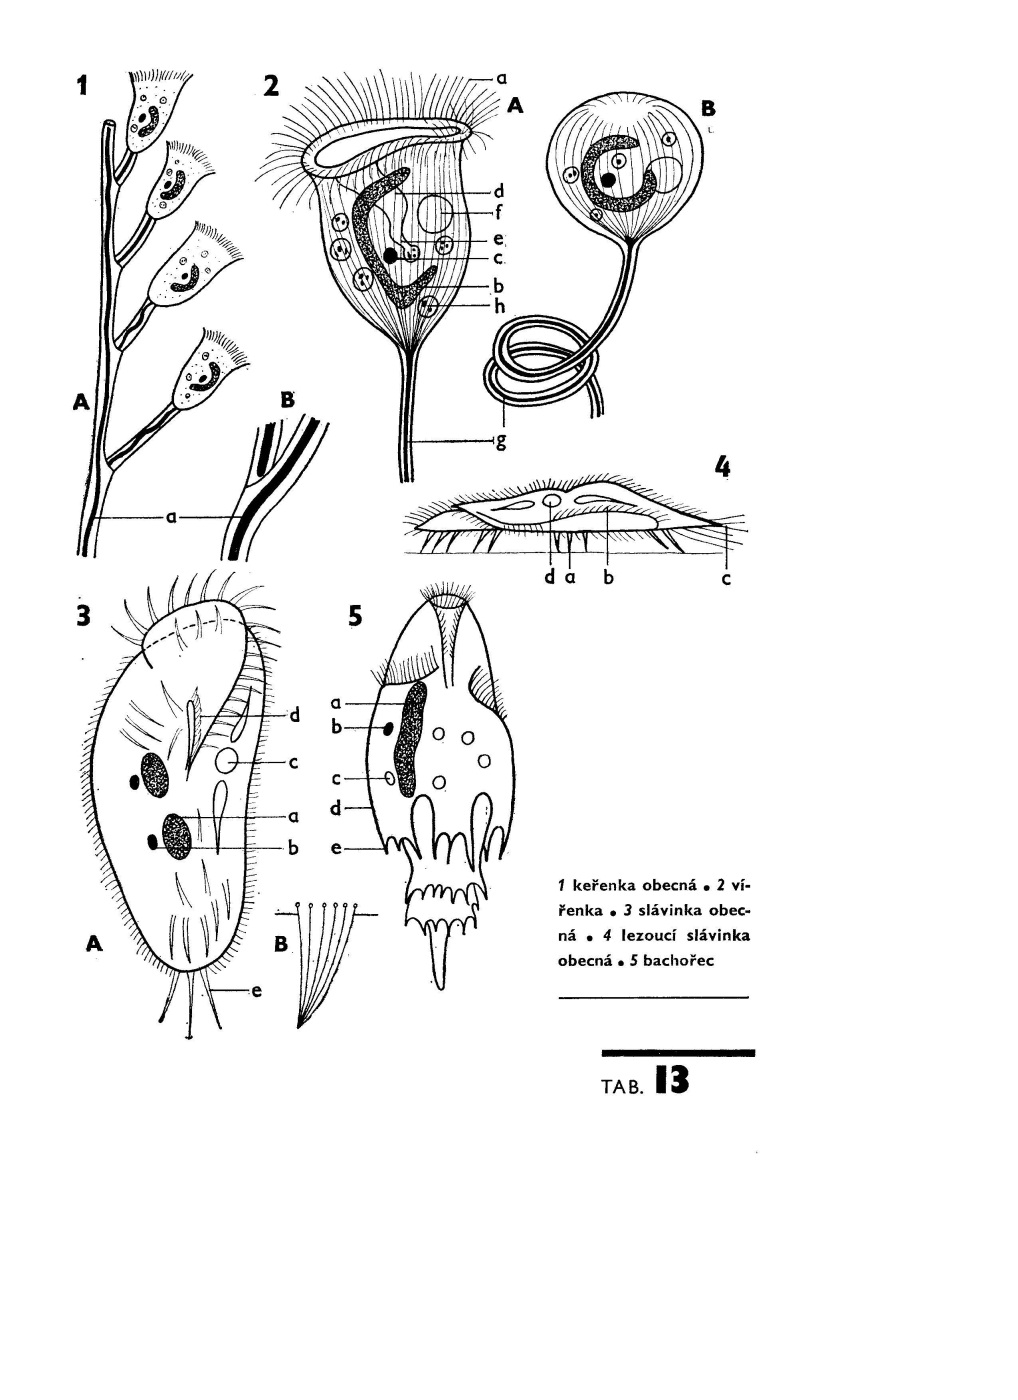 1
A
B
a
2
a
A
d
f
e
c
b
h
g
B
4
d a b c
3
d
c
a
b
A
B
e
5
a
b
c
d
e
1 keřenka obecná • 2 ví-
řenka • 3 slávinka obec-
ná • 4 lezoucí slávinka
obecná • 5 bachořec
TAB. 13